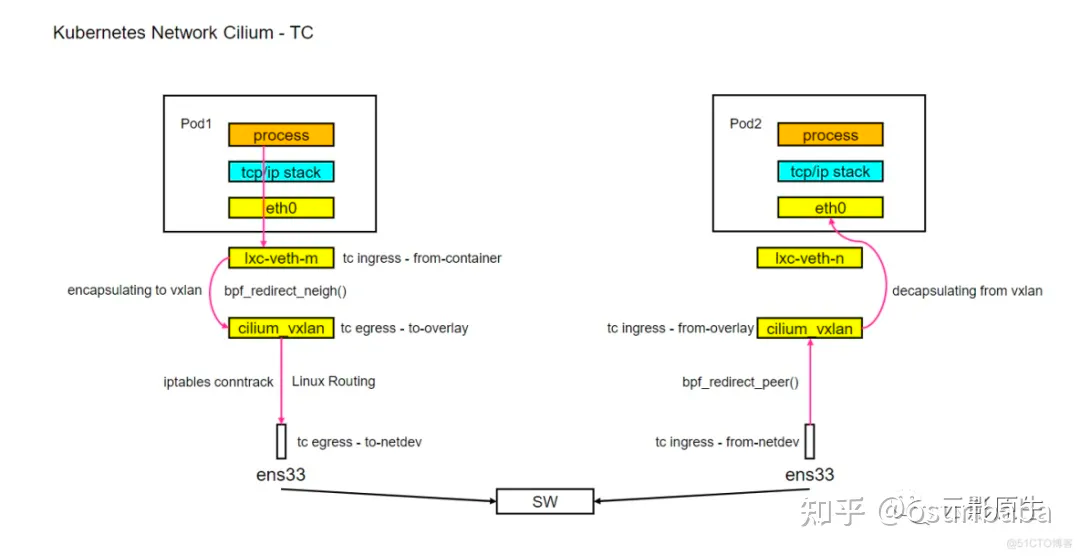 Kubernetes Network Cilium - TC
Pod1
process
tcp/ip stack
eth0
lxc-veth-m
tc ingress - from-container
encapsulating to vxlan
bpf_redirect_neigh()
cilium_vxlan
tc egress - to-overlay
iptables conntrack
Linux Routing
tc egress - to-netdev
ens33
Pod2
process
tcp/ip stack
eth0
lxc-veth-n
decapsulating from vxlan
tc ingress - from-overlay
cilium_vxlan
bpf_redirect_peer()
tc ingress - from-netdev
ens33
SW
知乎
@51CTO博客